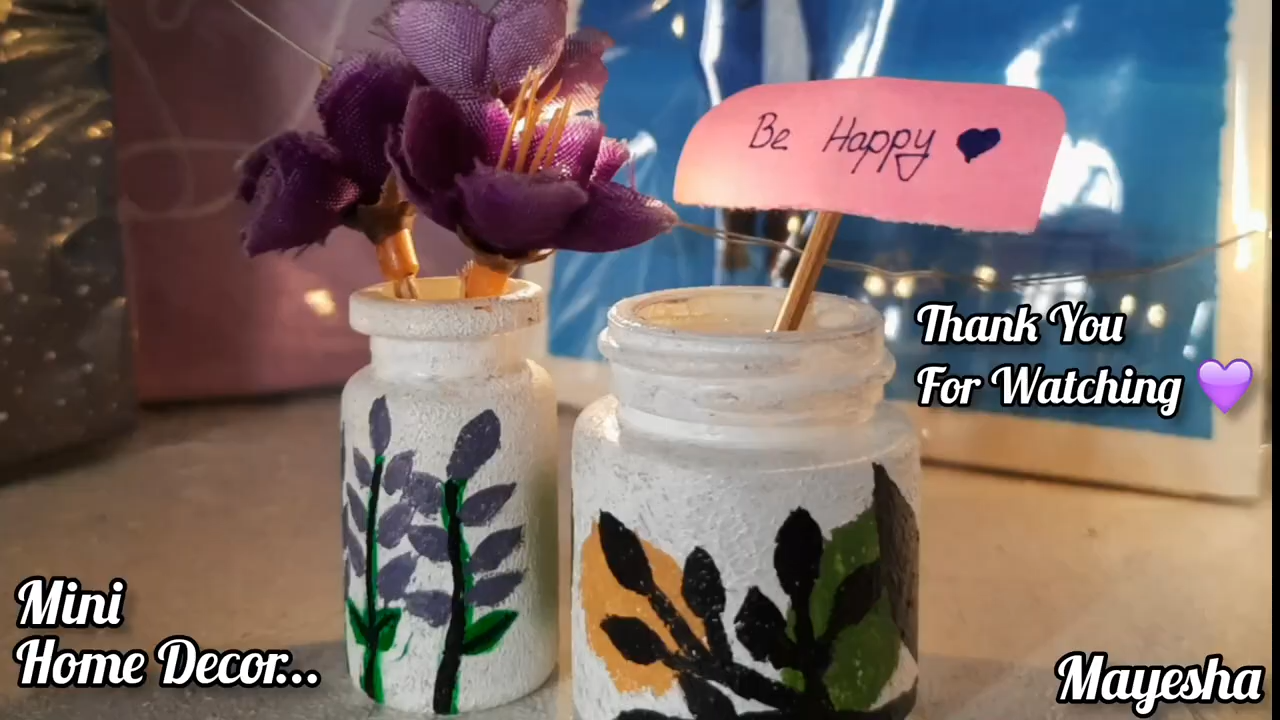 Be Happy
Thank You
For Watching 💜
Mini
Home Decor...
Mayesha